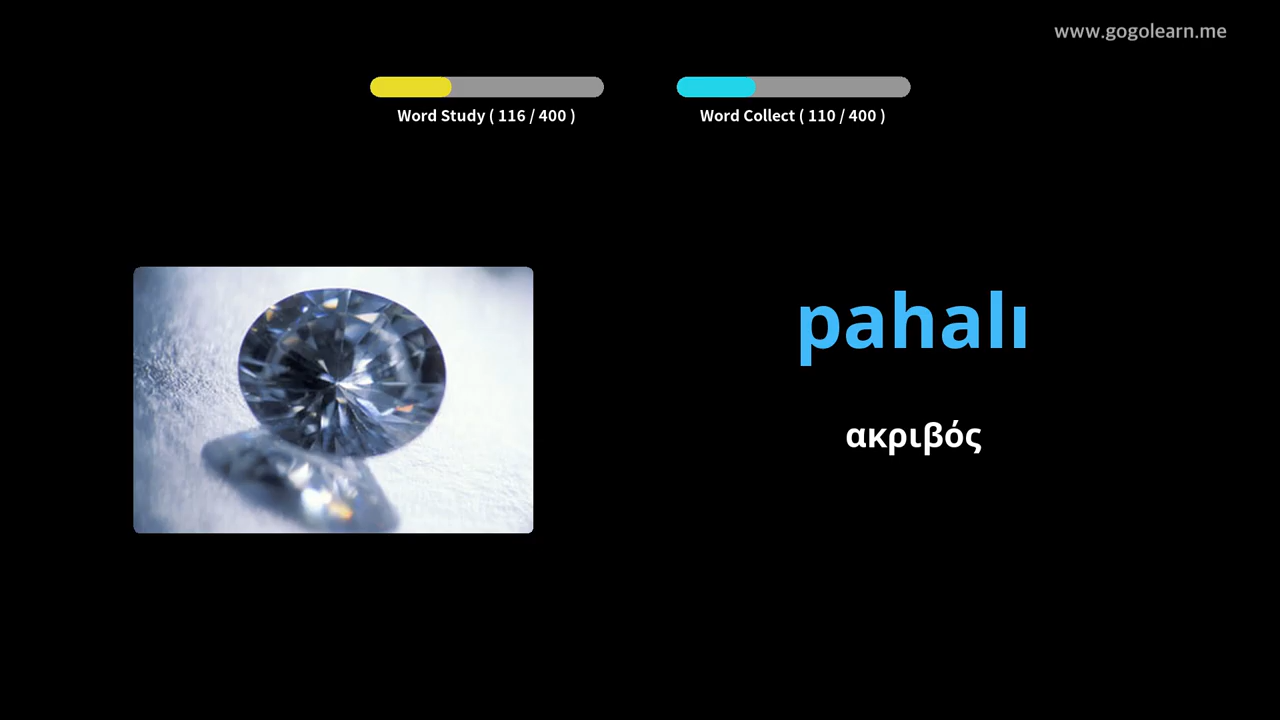 www.gogolearn.me
Word Study ( 116 / 400 )
Word Collect ( 110 / 400 )
pahalı
ακριβός